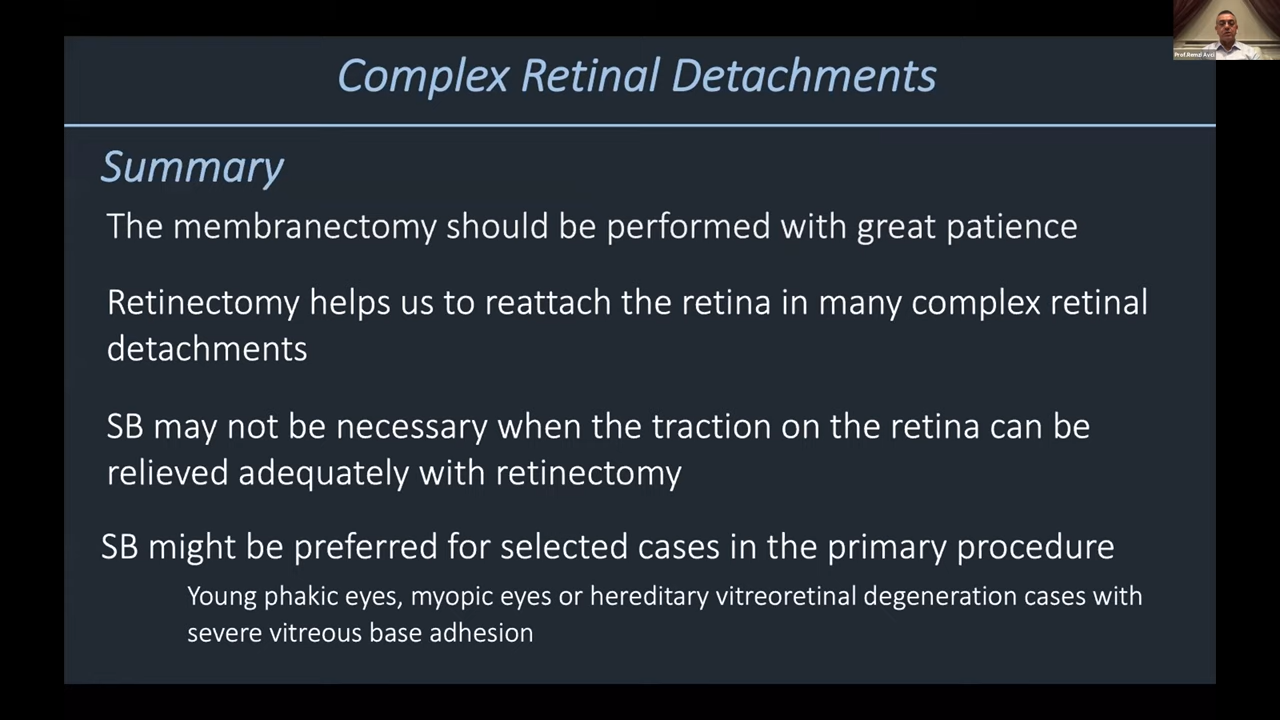 Complex Retinal Detachments
Prof.Remzi Avci
Summary
The membranectomy should be performed with great patience
Retinectomy helps us to reattach the retina in many complex retinal
detachments
SB may not be necessary when the traction on the retina can be
relieved adequately with retinectomy
SB might be preferred for selected cases in the primary procedure
Young phakic eyes, myopic eyes or hereditary vitreoretinal degeneration cases with
severe vitreous base adhesion